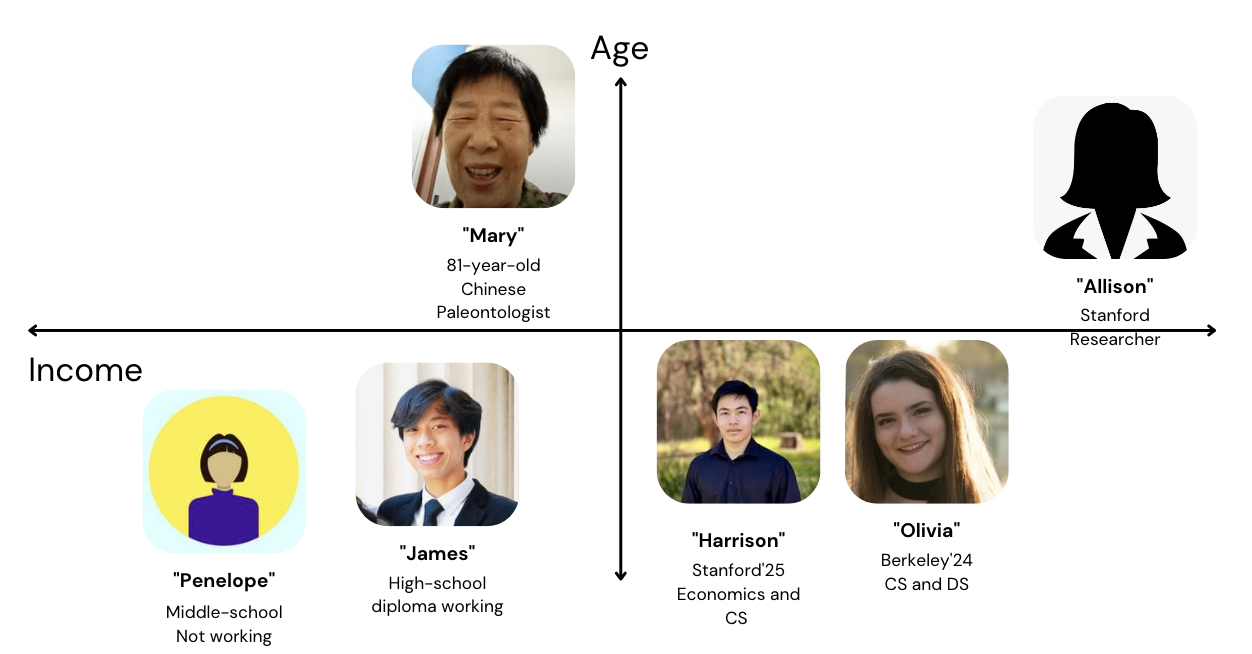 Age
"Mary"
81-year-old
Chinese
Paleontologist
"Allison"
Stanford
Researcher
Income
"Penelope"
Middle-school
Not working
"James"
High-school
diploma working
"Harrison"
Stanford'25
Economics and
CS
"Olivia"
Berkeley'24
CS and DS